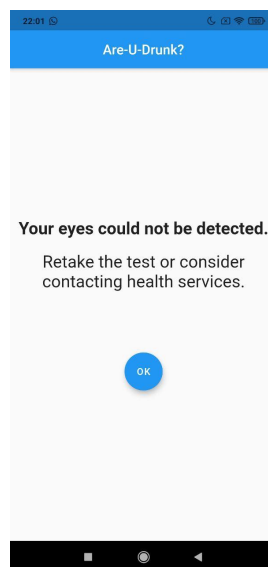 22:01
Are-U-Drunk?
Your eyes could not be detected.
Retake the test or consider
contacting health services.
OK